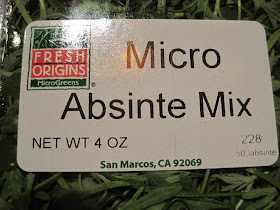 FRESH
ORIGINS
MicroGreens
®
Micro
Absinte Mix
NET WT 4 OZ
228
San Marcos, CA 92069